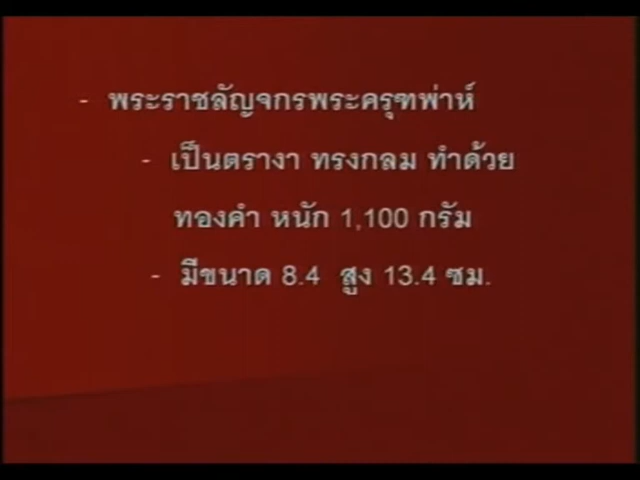 - พระราชลัญจกรพระครุฑพ่าห์
- เป็นตรางา ทรงกลม ทำด้วย
ทองคำ หนัก 1,100 กรัม
- มีขนาด 8.4 สูง 13.4 ซม.